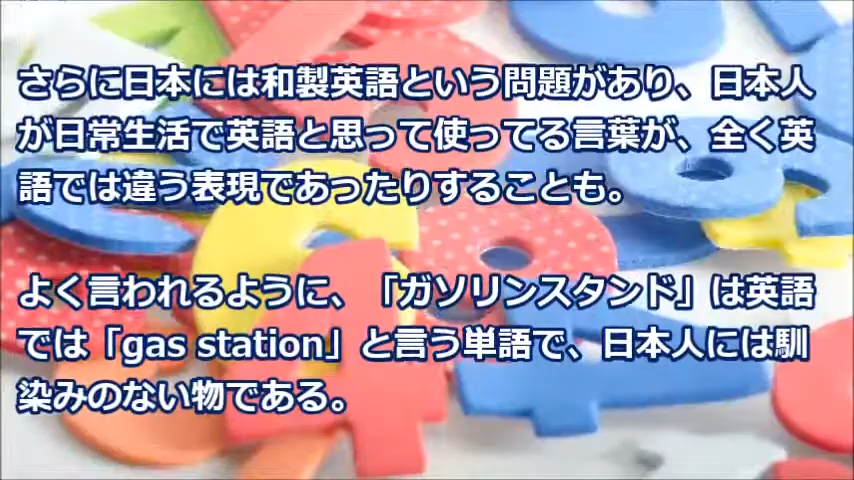 さらに日本には和製英語という問題があり、日本人
が日常生活で英語と思って使ってる言葉が、全く英
語では違う表現であったりすることも。
よく言われるように、「ガソリンスタンド」は英語
では「gas station」と言う単語で、日本人には馴
染みのない物である。